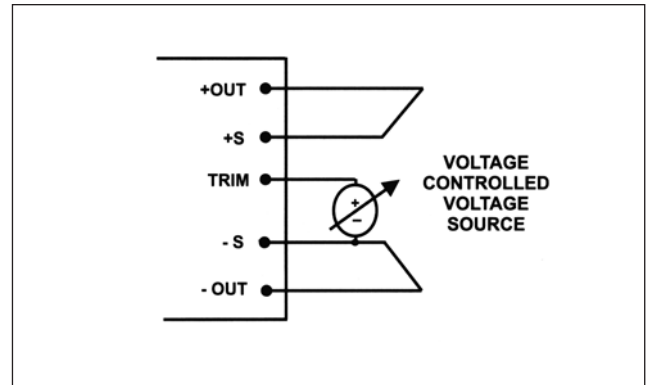 +OUT
+S
TRIM
- S
- OUT
+
−
VOLTAGE
CONTROLLED
VOLTAGE
SOURCE